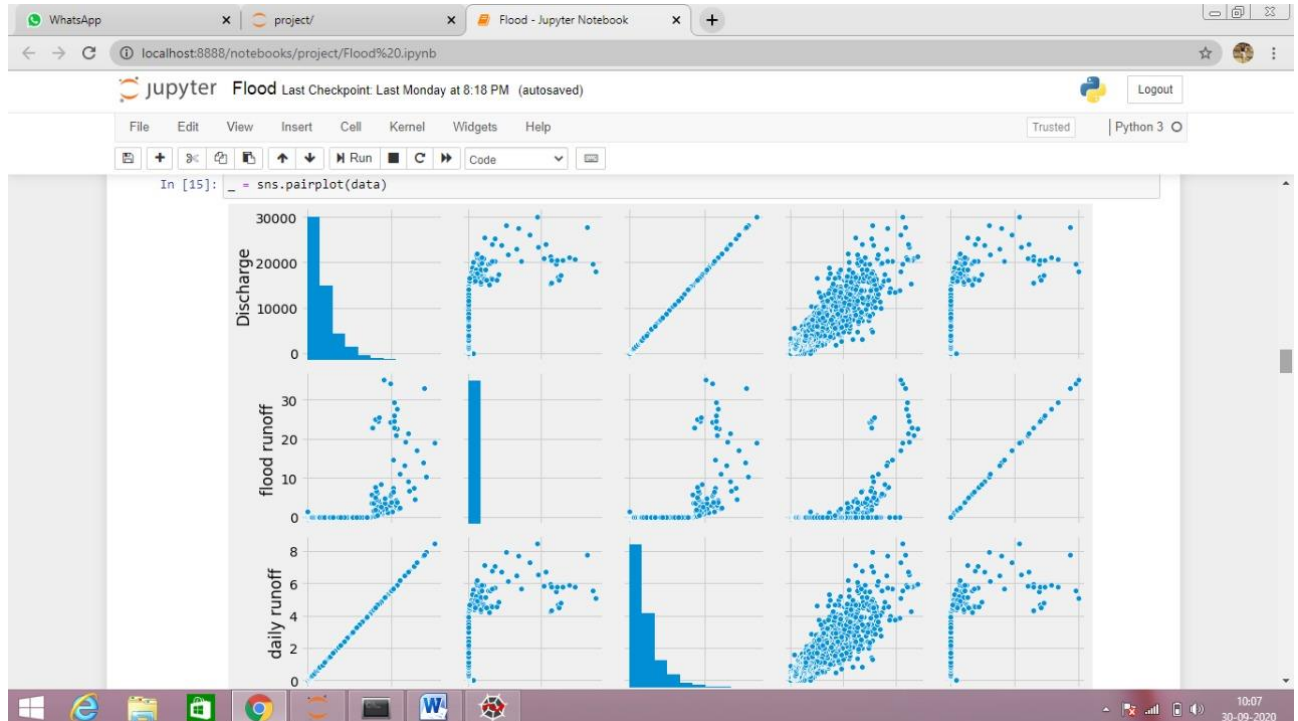 WhatsApp
project/
Flood - Jupyter Notebook
localhost:8888/notebooks/project/Flood%20.ipynb
jupyter Flood Last Checkpoint: Last Monday at 8:18 PM (autosaved)
Logout
File Edit View Insert Cell Kernel Widgets Help
Trusted Python 3
Run Code
In [15]: _ = sns.pairplot(data)
30000
20000
10000
0
Discharge
30
20
10
0
flood runoff
8
6
4
2
0
daily runoff
10:07
30-09-2020